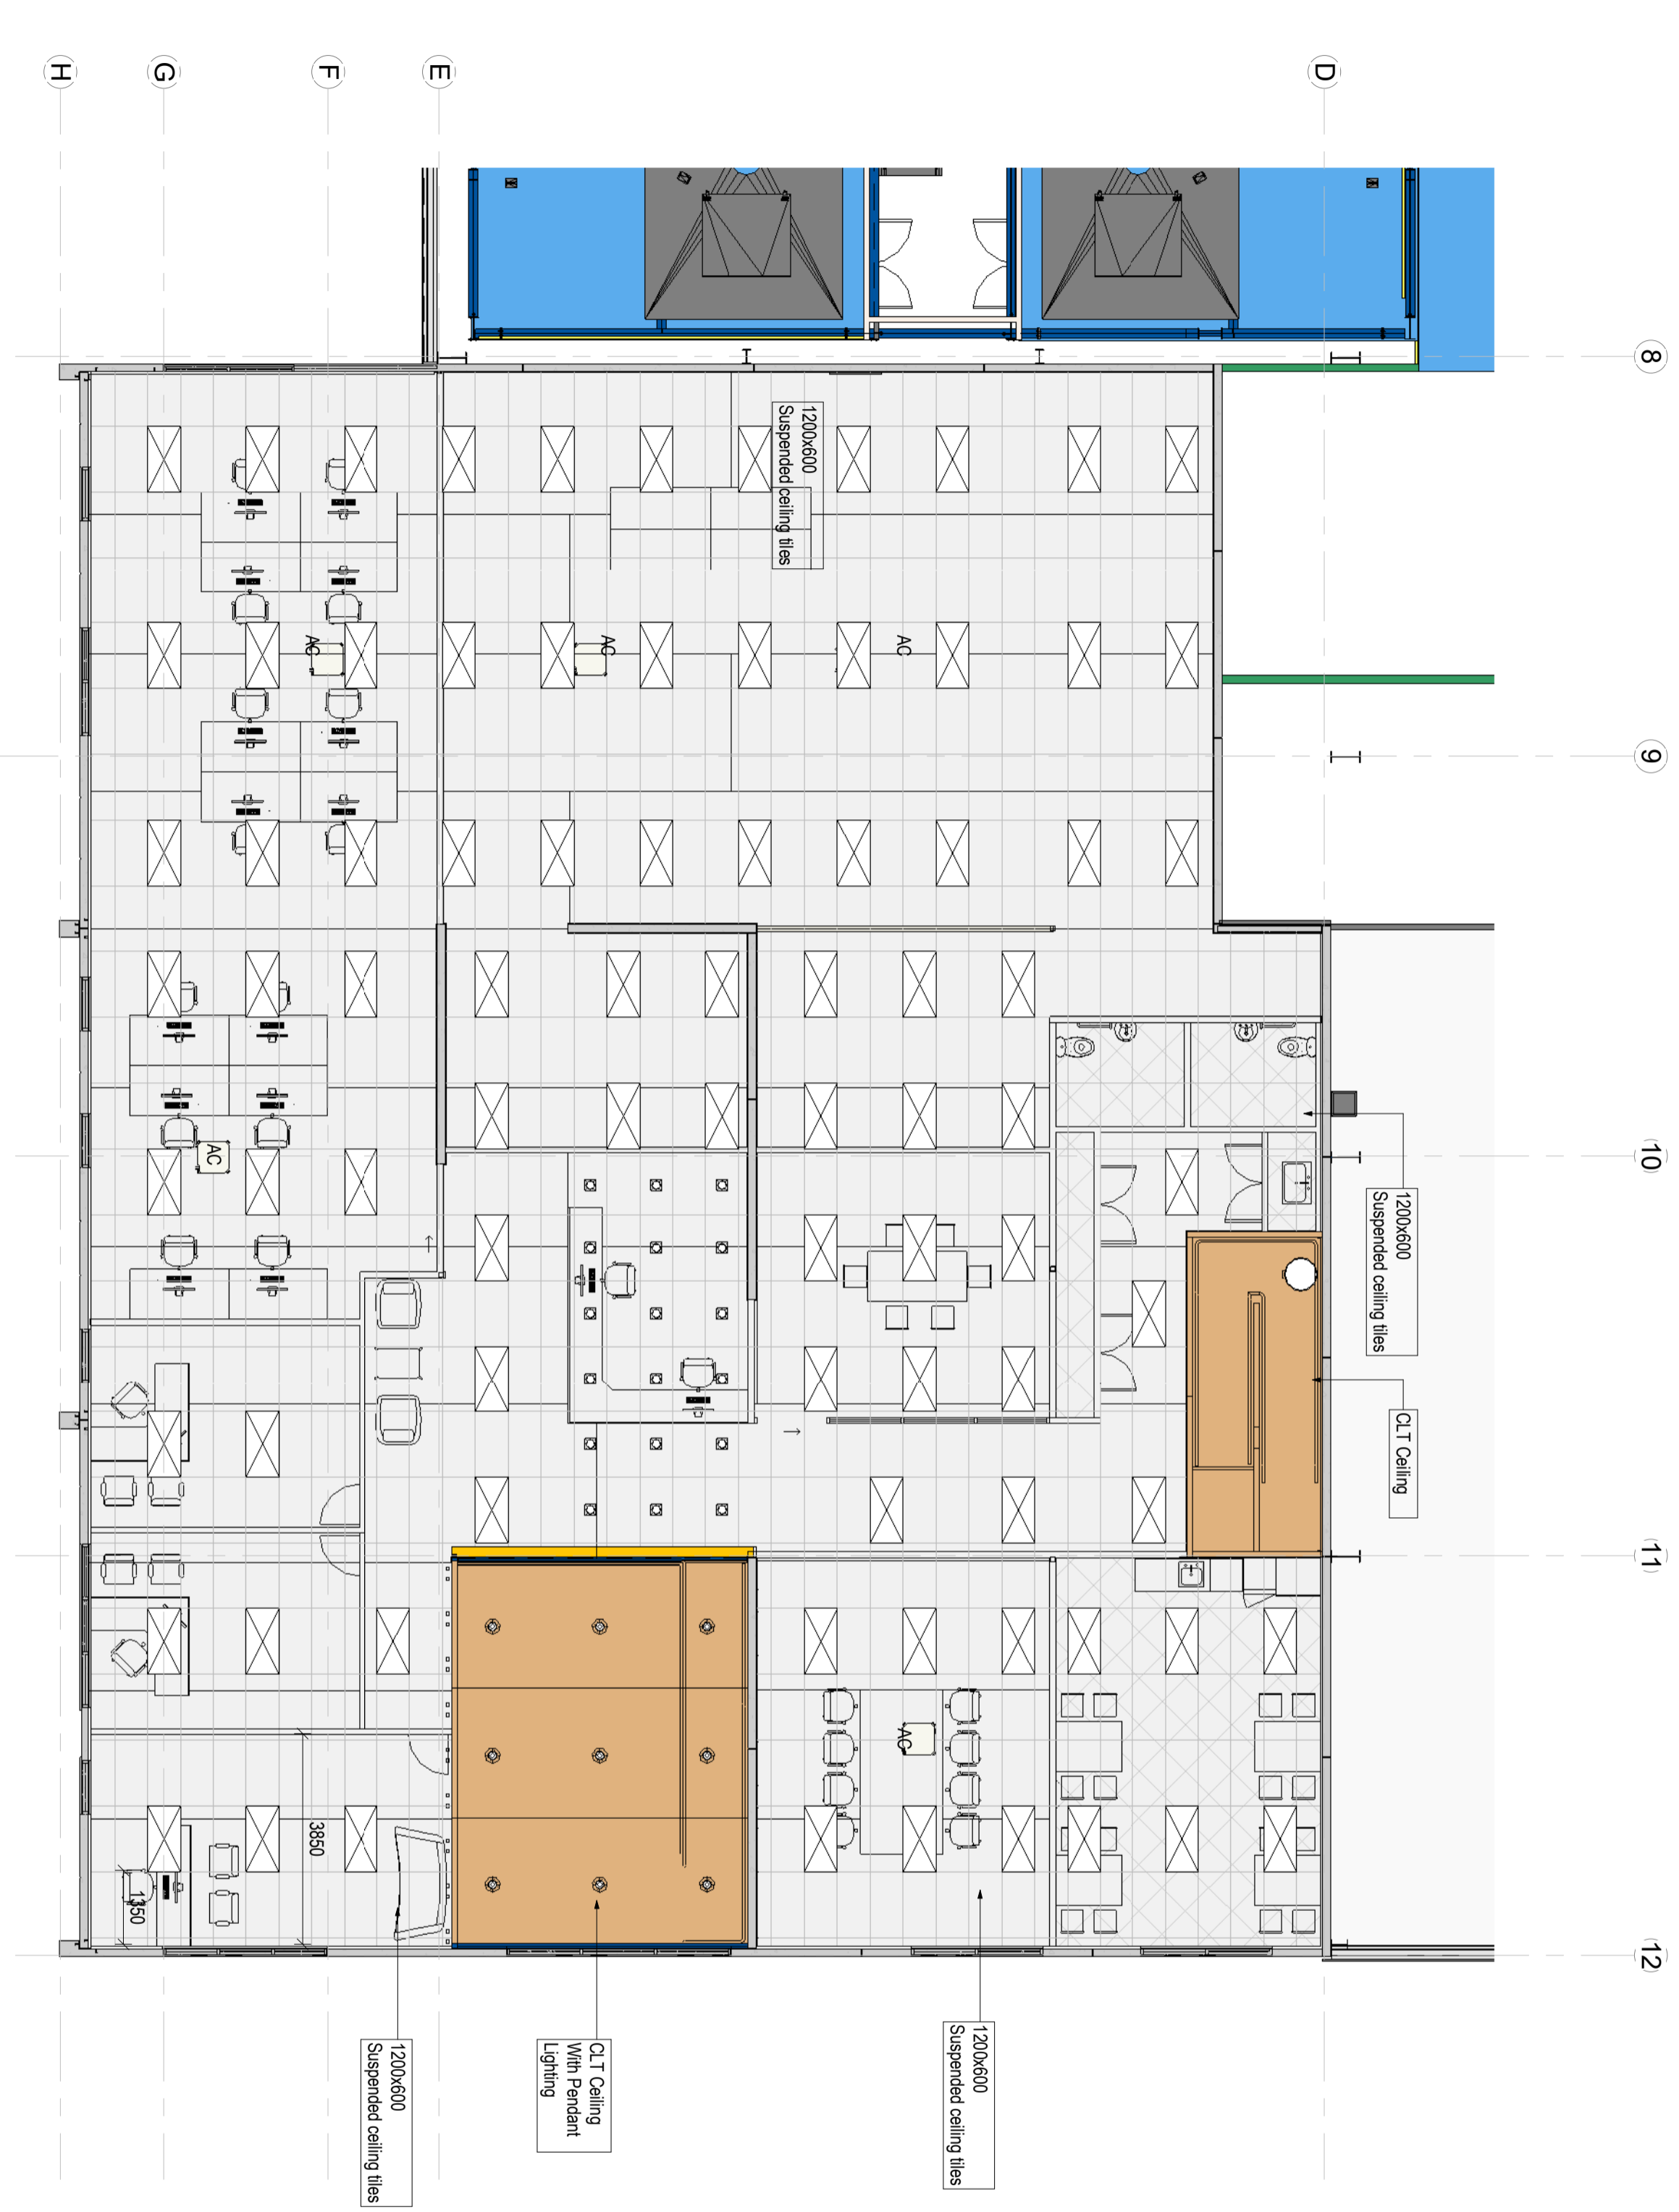 H
G
F
E
D
8
9
10
11
12
1200x600
Suspended ceiling tiles
AC
AC
AC
AC
1200x600
Suspended ceiling tiles
CLT Ceiling
AC
3850
1350
1200x600
Suspended ceiling tiles
CLT Ceiling
With Pendant
Lighting
1200x600
Suspended ceiling tiles